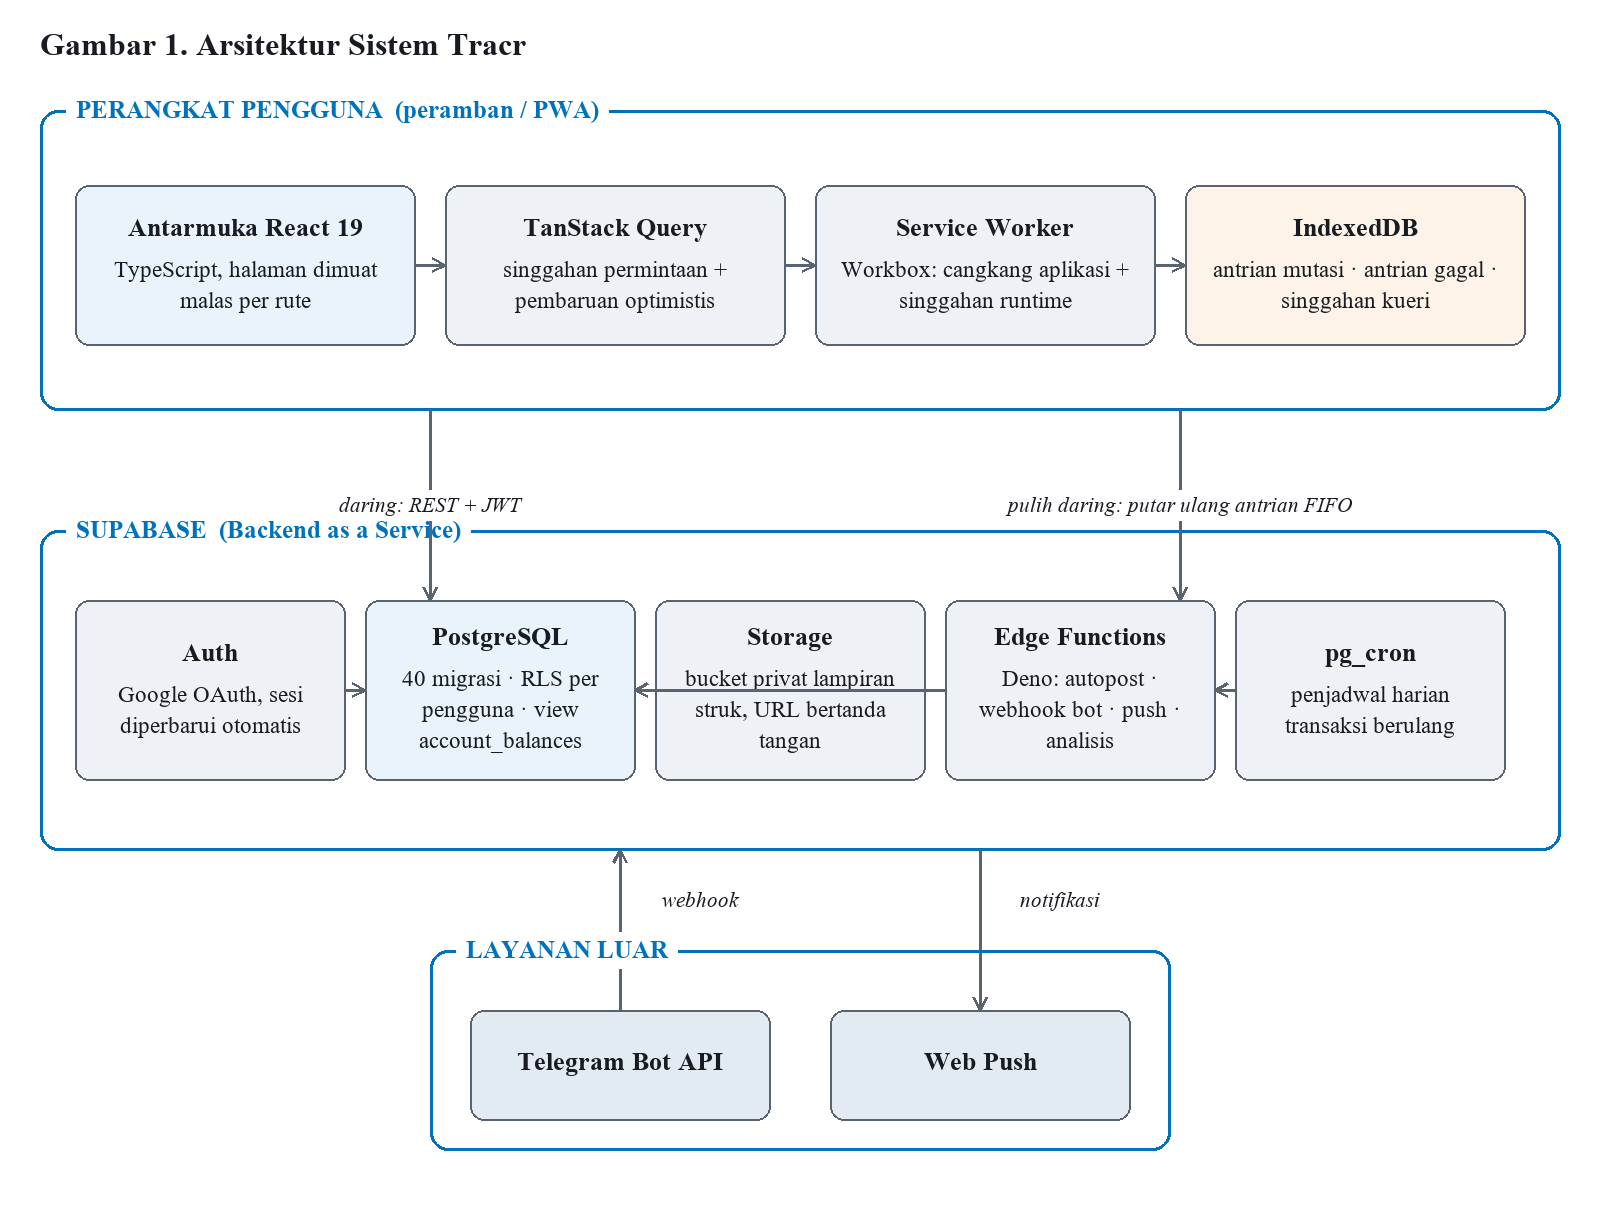 Gambar 1. Arsitektur Sistem Tracr
PERANGKAT PENGGUNA (peramban / PWA)
Antarmuka React 19
TypeScript, halaman dimuat
malas per rute
TanStack Query
singgahan permintaan +
pembaruan optimistis
Service Worker
Workbox: cangkang aplikasi +
singgahan runtime
IndexedDB
antrian mutasi · antrian gagal ·
singgahan kueri
daring: REST + JWT
pulih daring: putar ulang antrian FIFO
SUPABASE (Backend as a Service)
Auth
Google OAuth, sesi
diperbarui otomatis
PostgreSQL
40 migrasi · RLS per
pengguna · view
account_balances
Storage
bucket privat lampiran
struk, URL bertanda
tangan
Edge Functions
Deno: autopost ·
webhook bot · push ·
analisis
pg_cron
penjadwal harian
transaksi berulang
webhook
notifikasi
LAYANAN LUAR
Telegram Bot API
Web Push